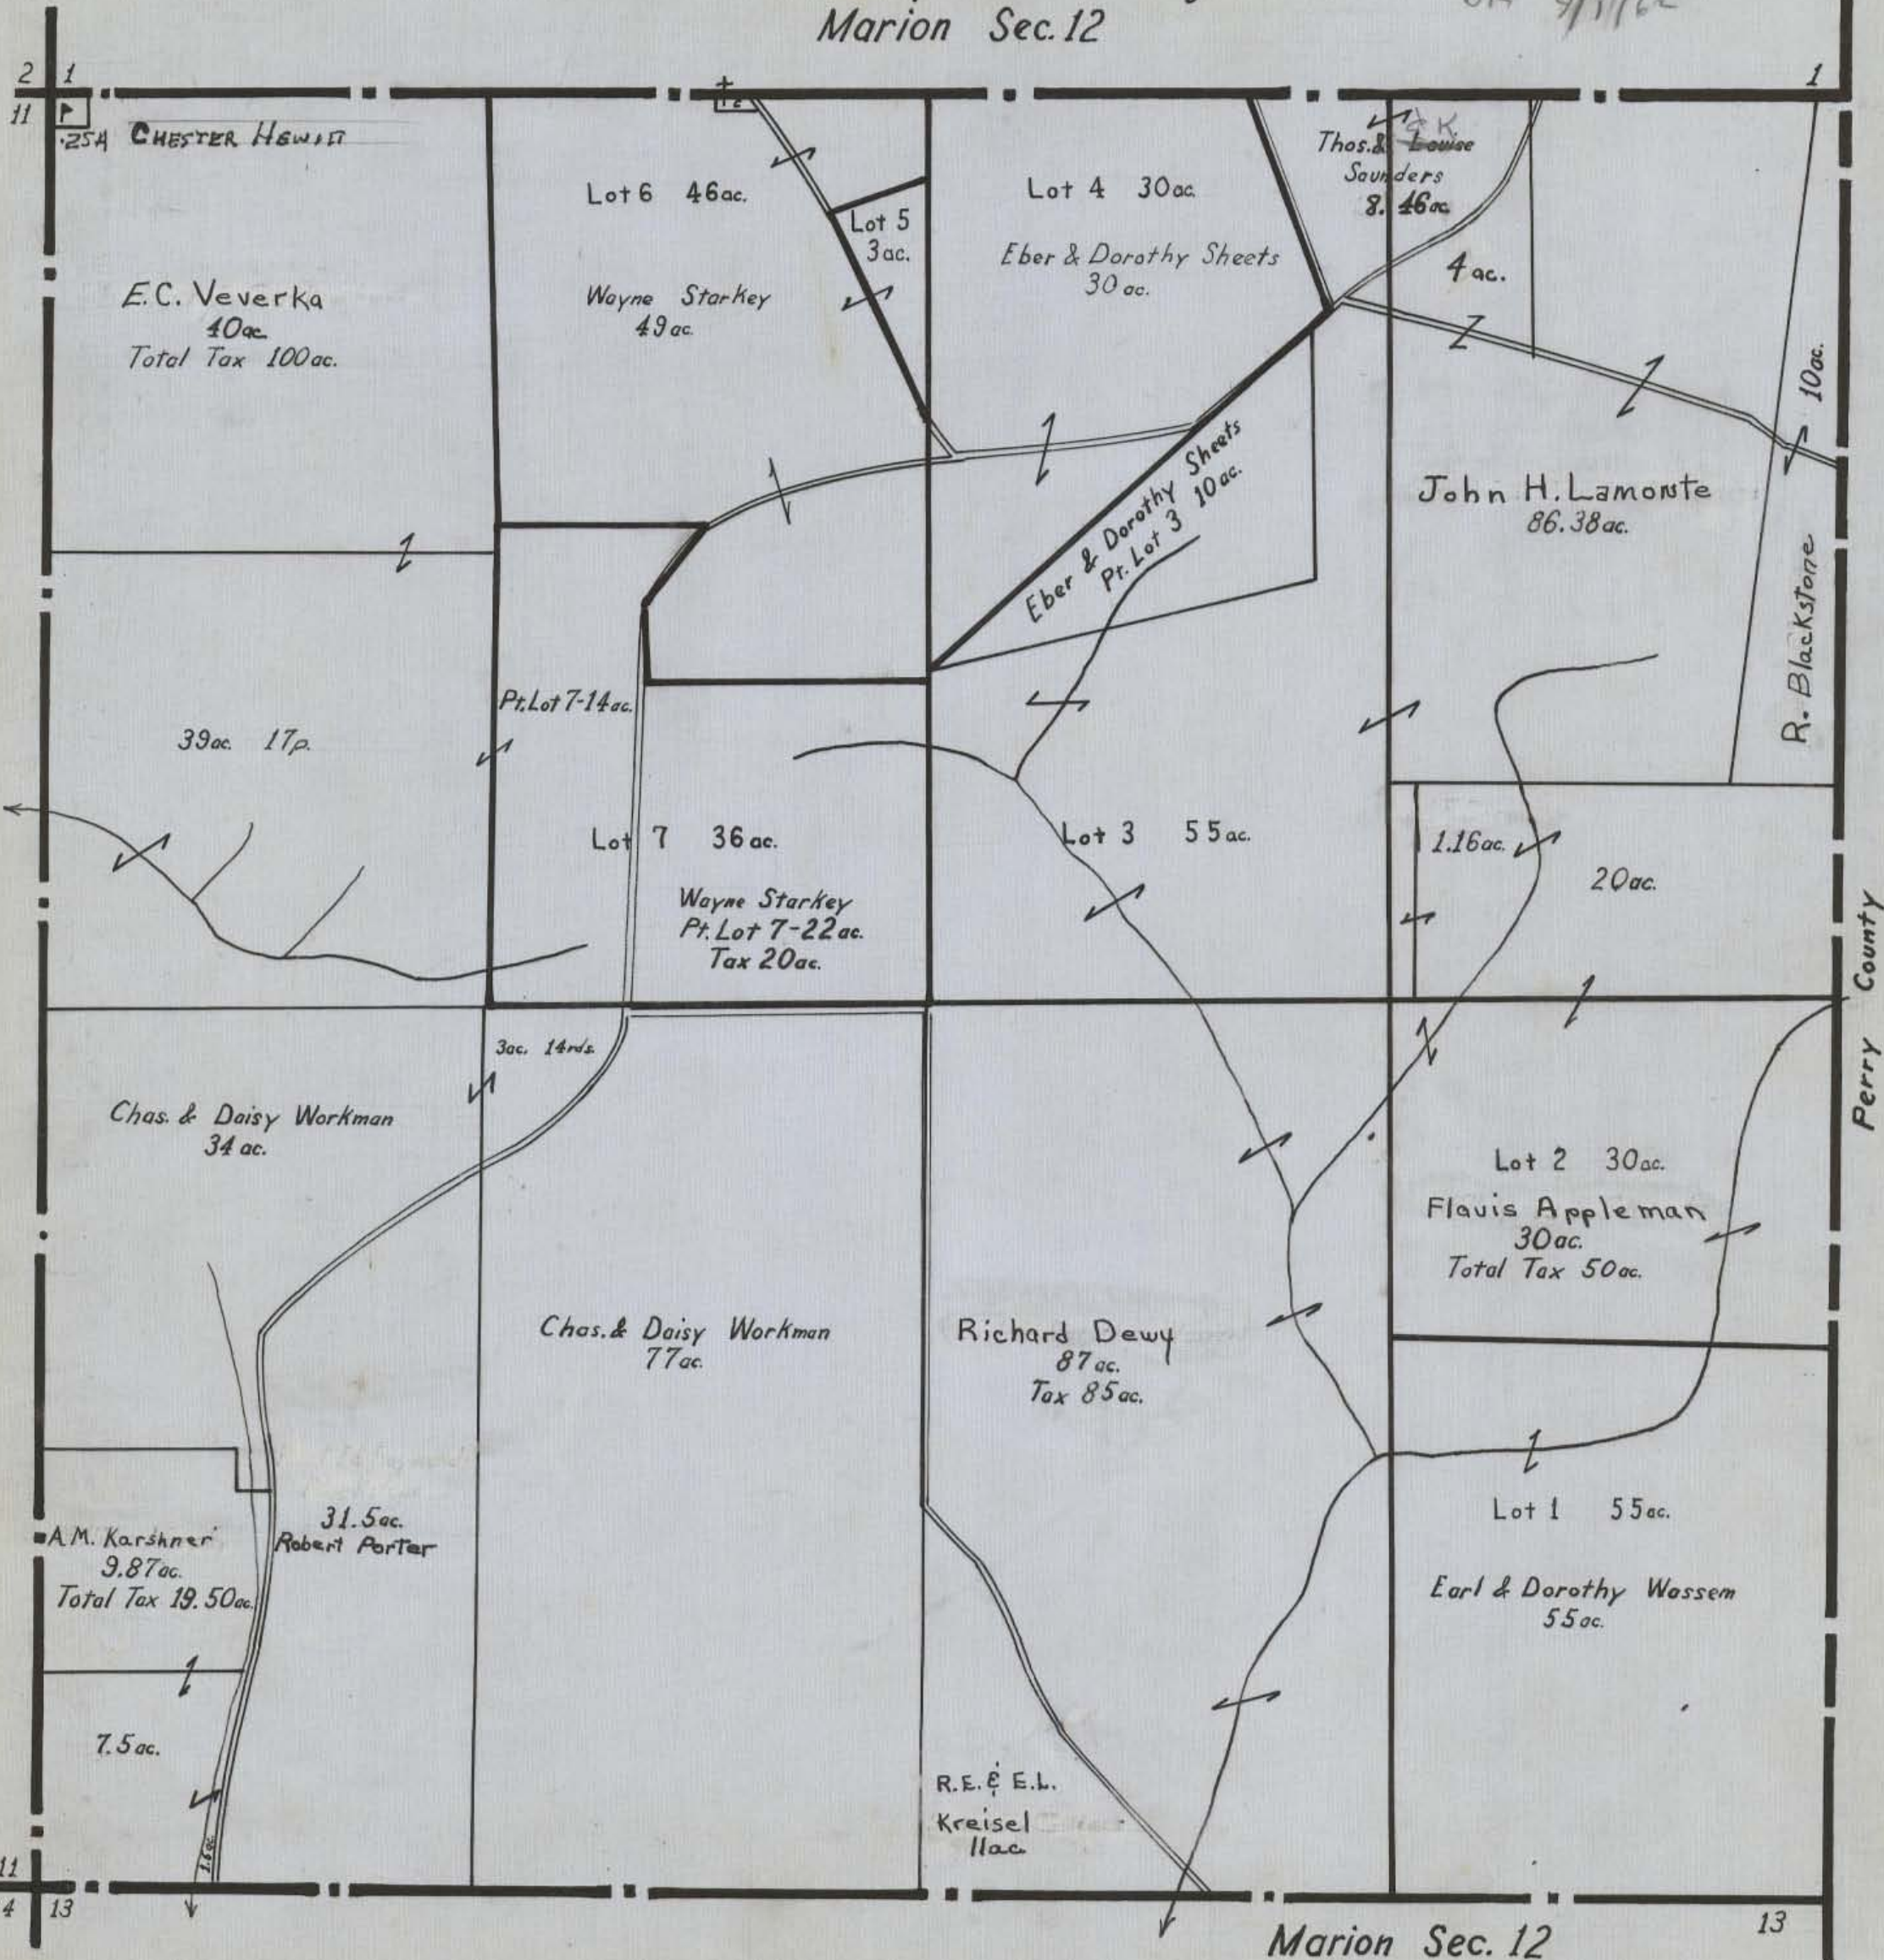 Marion Sec. 12
2 1
11
1
.25A CHESTER HEWITT
E.C. Veverka
40ac.
Total Tax 100ac.
Lot 6 46ac.
Wayne Starkey
49ac.
Lot 5
3ac.
Lot 4 30ac.
Eber & Dorothy Sheets
30ac.
& K
Thos. & Louise
Saunders
8.46ac.
4ac.
10ac.
R. Blackstone
John H. Lamonte
86.38ac.
Eber & Dorothy Sheets
Pt. Lot 3 10ac.
39ac. 17p.
Pt. Lot 7-14ac.
Lot 7 36ac.
Wayne Starkey
Pt. Lot 7-22ac.
Tax 20ac.
Lot 3 55ac.
1.16ac.
20ac.
Perry County
3ac. 14rds.
Chas. & Daisy Workman
34ac.
Lot 2 30ac.
Flavis Appleman
30ac.
Total Tax 50ac.
Chas. & Daisy Workman
77ac.
Richard Dewy
87ac.
Tax 85ac.
A.M. Karshner
9.87ac.
Total Tax 19.50ac.
31.5ac.
Robert Porter
Lot 1 55ac.
Earl & Dorothy Wassem
55ac.
7.5ac.
1.6ac.
R.E. & E.L.
Kreisel
11ac
11
4 13
13
Marion Sec. 12